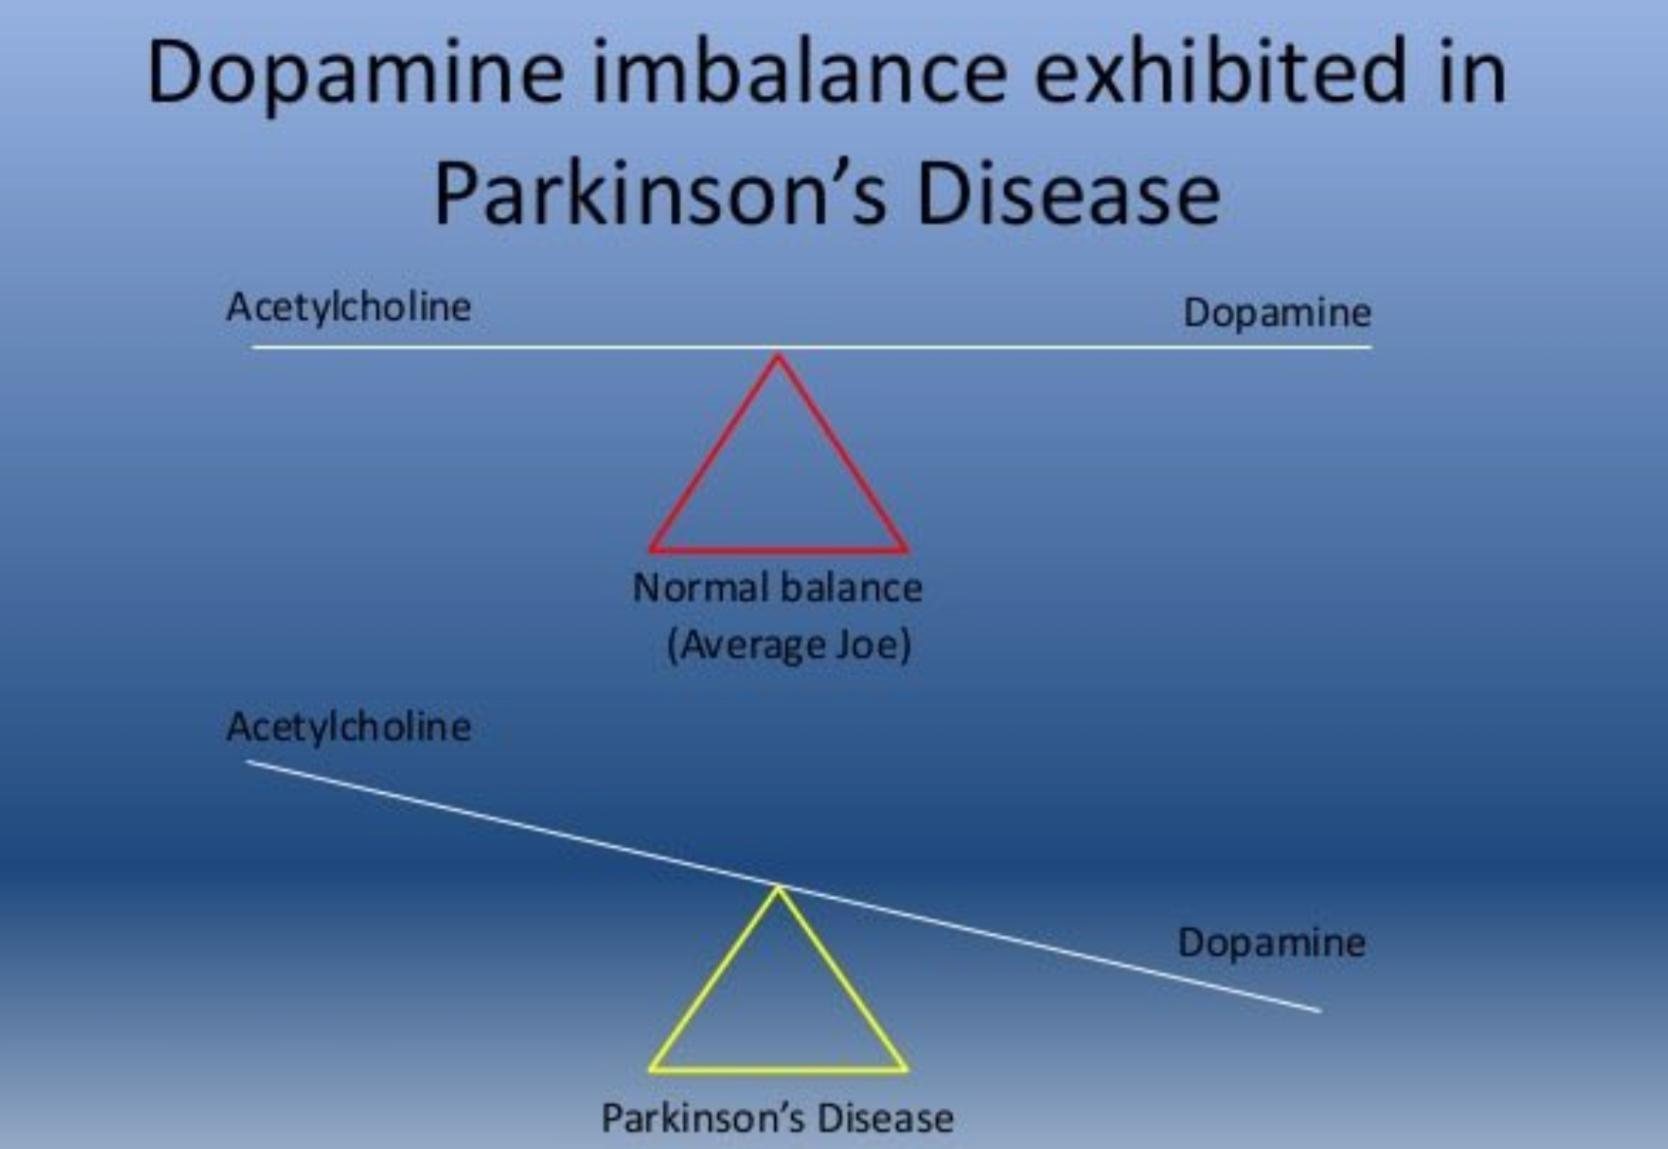 Dopamine imbalance exhibited in
Parkinson’s Disease
Acetylcholine
Dopamine
Normal balance
(Average Joe)
Acetylcholine
Dopamine
Parkinson’s Disease